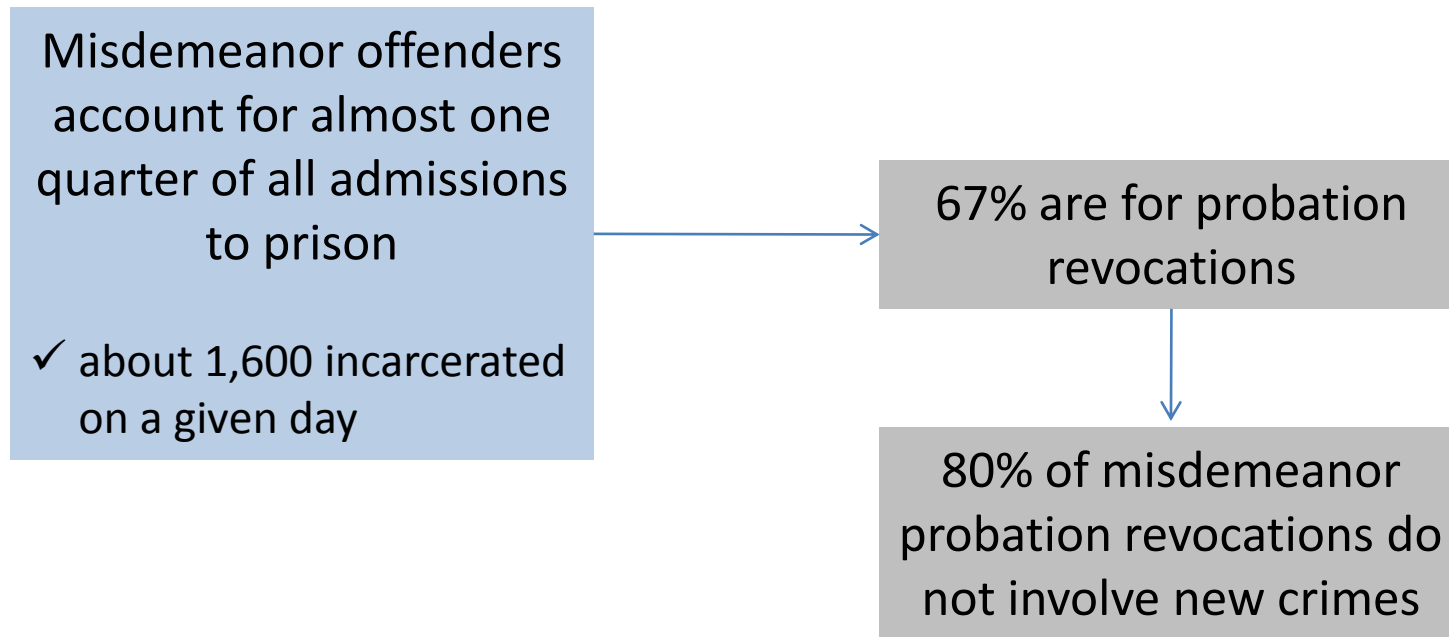 Misdemeanor offenders
account for almost one
quarter of all admissions
to prison
✓ about 1,600 incarcerated
on a given day
67% are for probation
revocations
80% of misdemeanor
probation revocations do
not involve new crimes